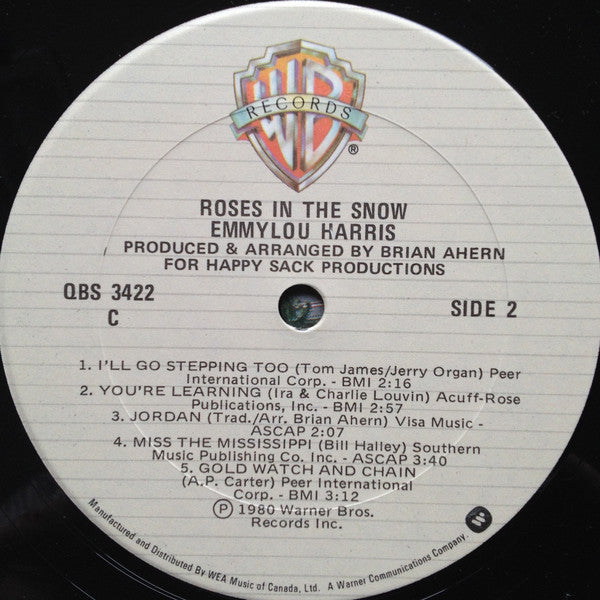 WB
RECORDS
®
ROSES IN THE SNOW
EMMYLOU HARRIS
PRODUCED & ARRANGED BY BRIAN AHERN
FOR HAPPY SACK PRODUCTIONS
QBS 3422
C
SIDE 2
1. I'LL GO STEPPING TOO (Tom James/Jerry Organ) Peer
International Corp. - BMI 2:16
2. YOU'RE LEARNING (Ira & Charlie Louvin) Acuff-Rose
Publications, Inc. - BMI 2:57
3. JORDAN (Trad./Arr. Brian Ahern) Visa Music -
ASCAP 2:07
4. MISS THE MISSISSIPPI (Bill Halley) Southern
Music Publishing Co. Inc. - ASCAP 3:40
5. GOLD WATCH AND CHAIN
(A.P. Carter) Peer International
Corp. - BMI 3:12
℗ 1980 Warner Bros.
Records Inc.
Manufactured and Distributed By WEA Music of Canada, Ltd. A Warner Communications Company.